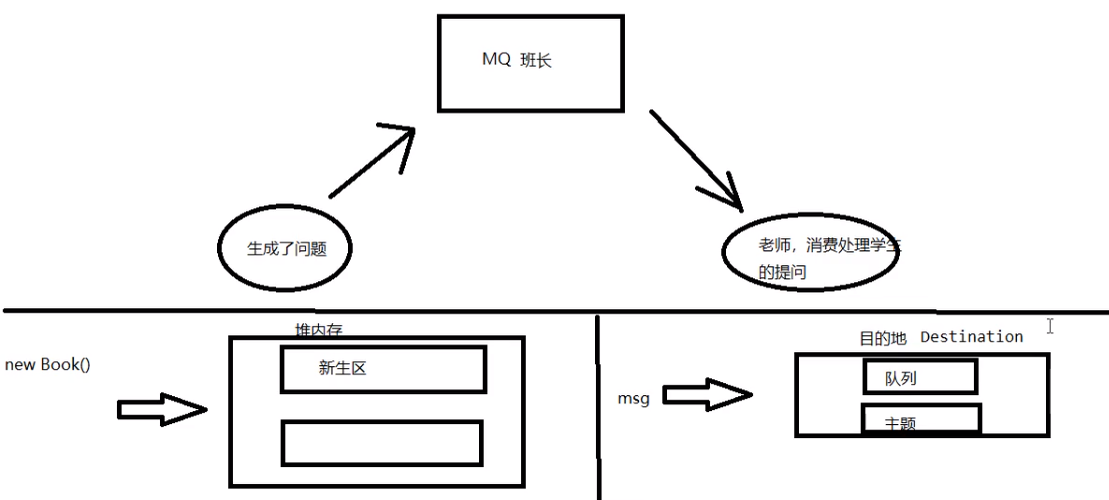 MQ 班长
生成了问题
老师，消费处理学生
的提问
堆内存
new Book()
新生区
目的地 Destination
msg
队列
主题